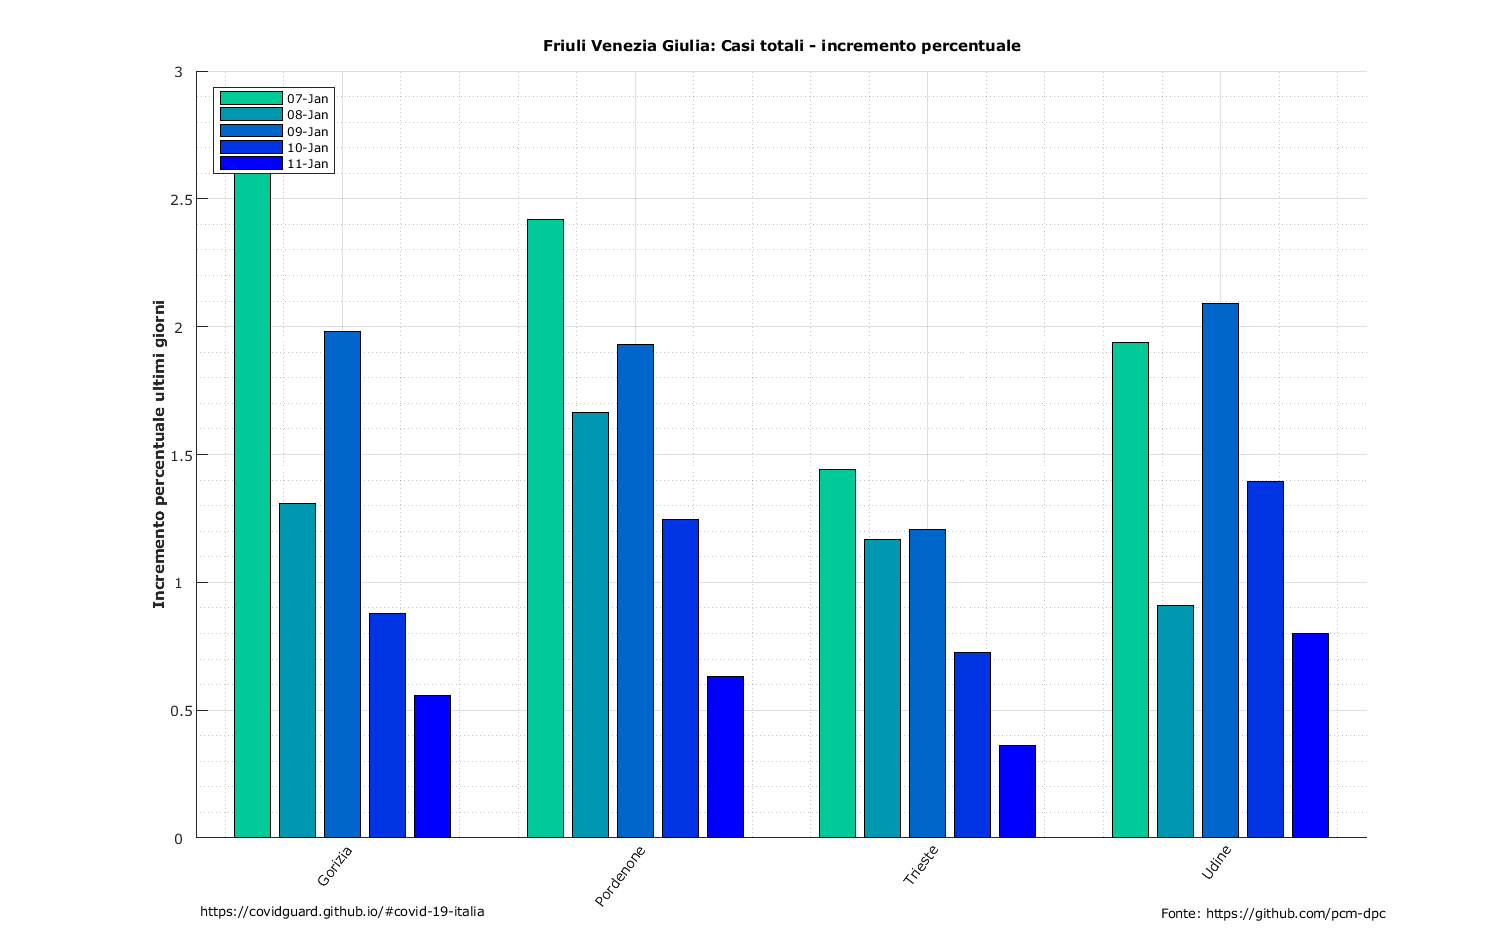 Friuli Venezia Giulia: Casi totali - incremento percentuale
3
07-Jan
08-Jan
09-Jan
10-Jan
11-Jan
2.5
2
1.5
1
0.5
0
Incremento percentuale ultimi giorni
Gorizia
Pordenone
Trieste
Udine
https://covidguard.github.io/#covid-19-italia
Fonte: https://github.com/pcm-dpc